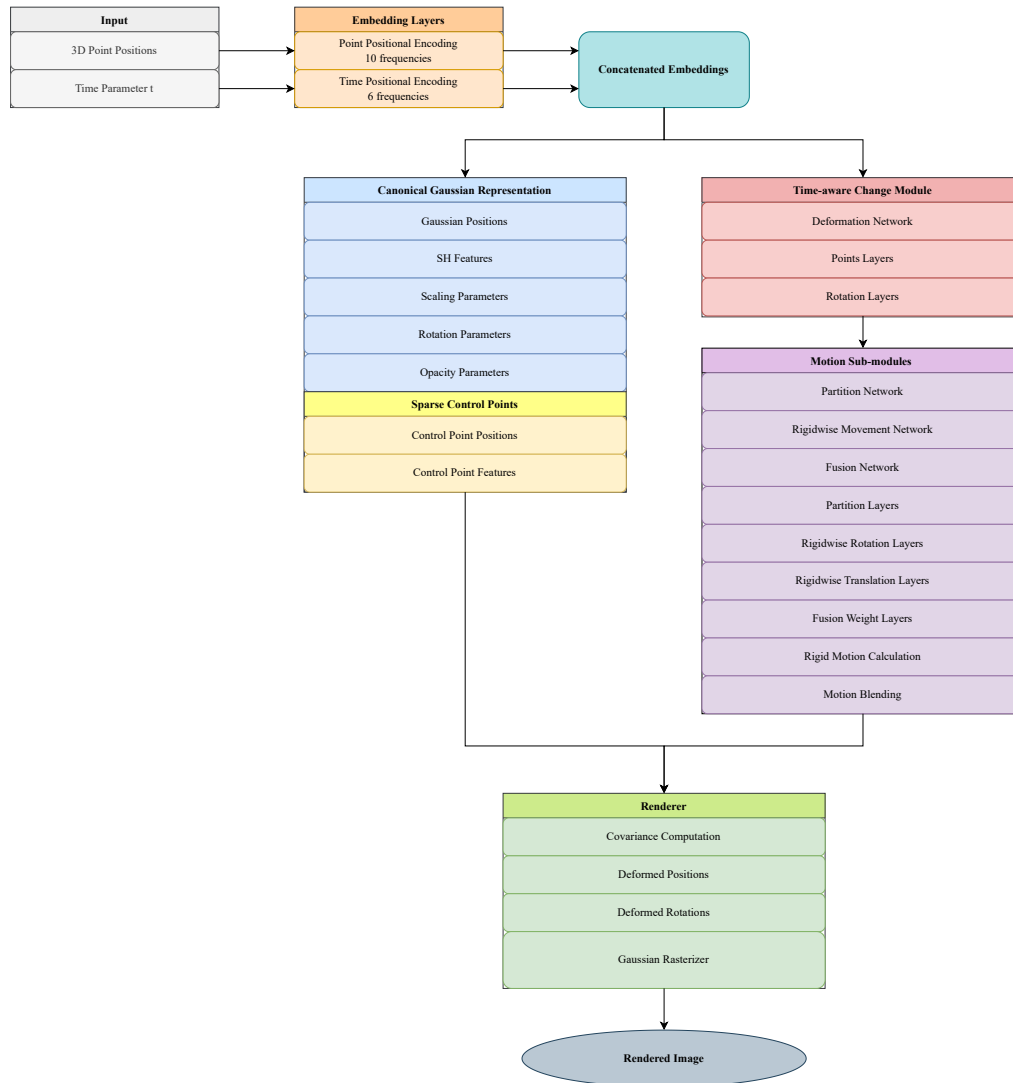 Input
3D Point Positions
Time Parameter t
Embedding Layers
Point Positional Encoding
10 frequencies
Time Positional Encoding
6 frequencies
Concatenated Embeddings
Canonical Gaussian Representation
Gaussian Positions
SH Features
Scaling Parameters
Rotation Parameters
Opacity Parameters
Sparse Control Points
Control Point Positions
Control Point Features
Time-aware Change Module
Deformation Network
Points Layers
Rotation Layers
Motion Sub-modules
Partition Network
Rigidwise Movement Network
Fusion Network
Partition Layers
Rigidwise Rotation Layers
Rigidwise Translation Layers
Fusion Weight Layers
Rigid Motion Calculation
Motion Blending
Renderer
Covariance Computation
Deformed Positions
Deformed Rotations
Gaussian Rasterizer
Rendered Image